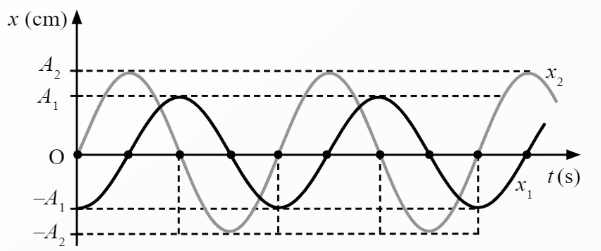 x (cm)
A₂
A₁
O
−A₁
−A₂
x₂
x₁
t(s)